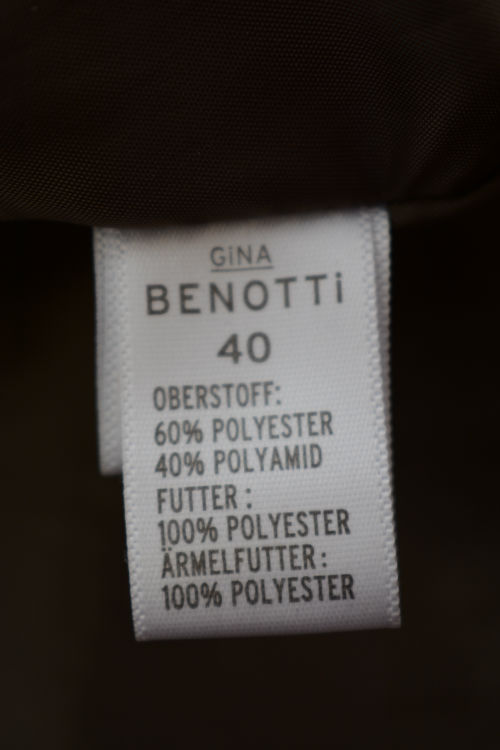 GiNA
BENOTTi
40
OBERSTOFF:
60% POLYESTER
40% POLYAMID
FUTTER :
100% POLYESTER
ÄRMELFUTTER :
100% POLYESTER